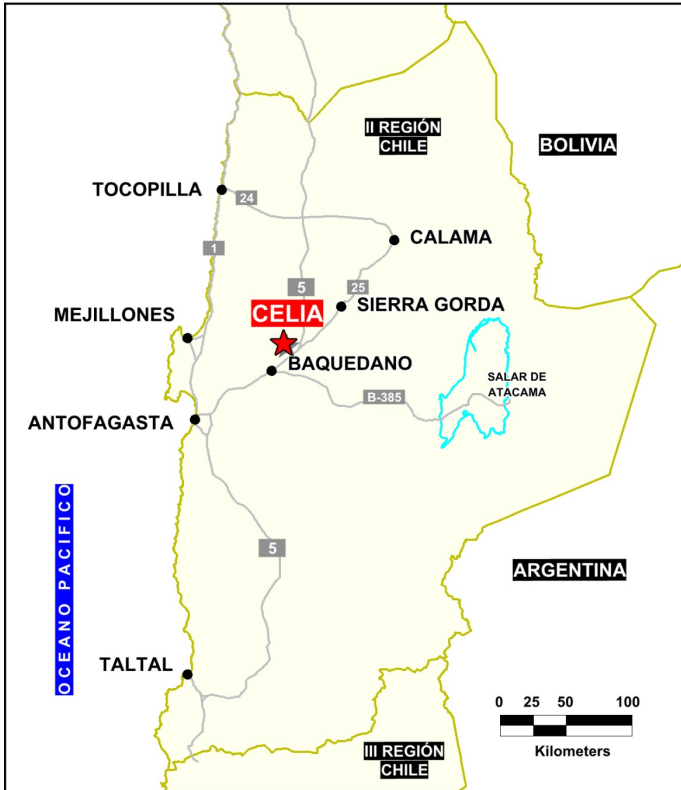 II REGIÓN
CHILE
BOLIVIA
TOCOPILLA
24
CALAMA
1
5
25
SIERRA GORDA
CELIA
MEJILLONES
BAQUEDANO
SALAR DE
ATACAMA
B-385
ANTOFAGASTA
OCEANO PACIFICO
5
ARGENTINA
TALTAL
0 25 50 100
Kilometers
III REGIÓN
CHILE